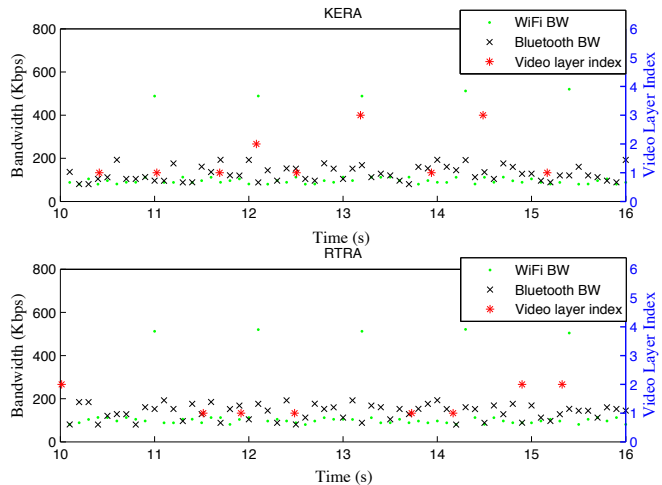 KERA
800
600
400
200
0
Bandwidth (Kbps)
6
5
4
3
2
1
0
Video Layer Index
WiFi BW
Bluetooth BW
Video layer index
10 11 12 13 14 15 16
Time (s)
RTRA
800
600
400
200
0
Bandwidth (Kbps)
6
5
4
3
2
1
0
Video Layer Index
WiFi BW
Bluetooth BW
Video layer index
10 11 12 13 14 15 16
Time (s)